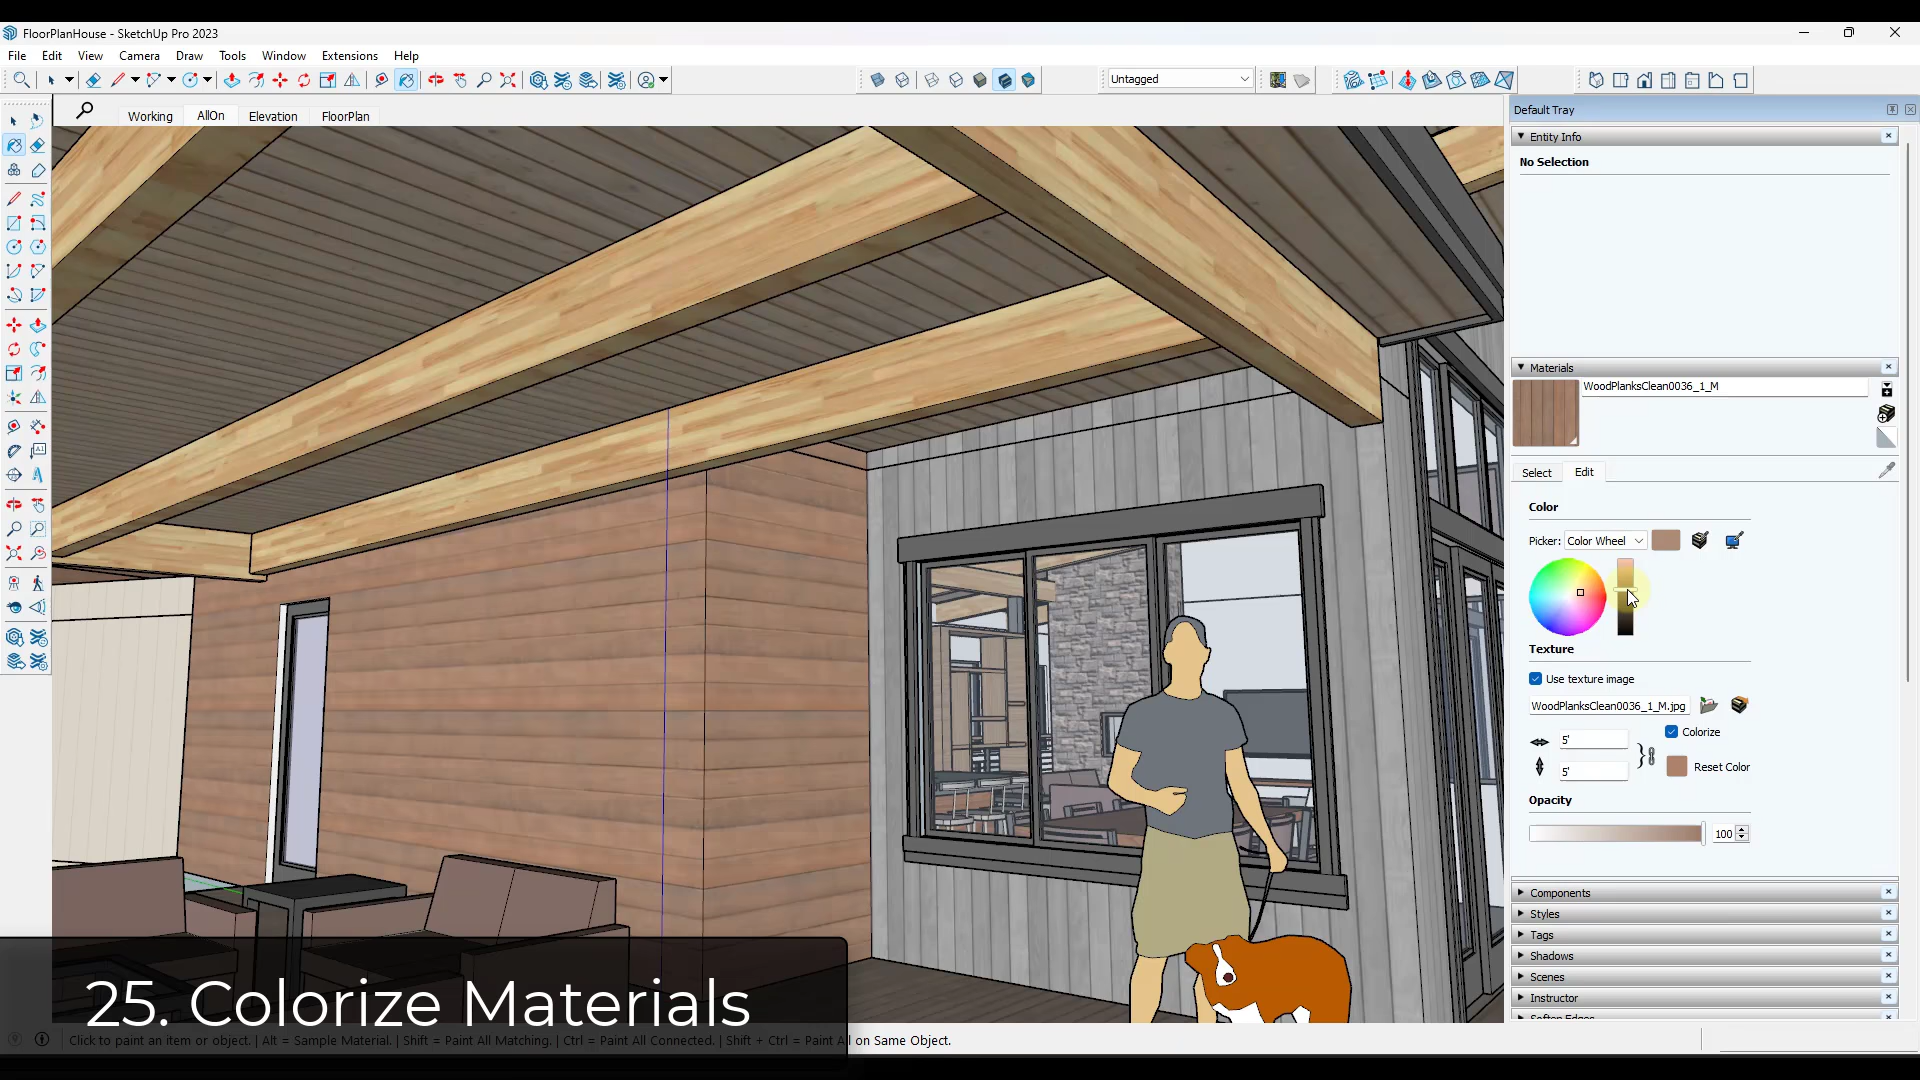 FloorPlanHouse - SketchUp Pro 2023
File Edit View Camera Draw Tools Window Extensions Help
Untagged
Working AllOn Elevation FloorPlan
Default Tray
Entity Info
No Selection
Materials
WoodPlanksClean0036_1_M
Select Edit
Color
Picker: Color Wheel
Texture
Use texture image
WoodPlanksClean0036_1_M.jpg
5' Colorize
5' Reset Color
Opacity
100
Components
Styles
Tags
Shadows
Scenes
Instructor
Soften Edges
25. Colorize Materials
Click to paint an item or object. | Alt = Sample Material. | Shift = Paint All Matching. | Ctrl = Paint All Connected. | Shift + Ctrl = Paint All on Same Object.